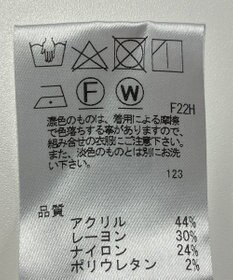 F W
F22H
濃色のものは、着用による摩擦
で色落ちする事がありますので、
組み合せの衣服にご注意下さい。
また、淡色のものとは別にお洗
い下さい。
123
品質
アクリル 44%
レーヨン 30%
ナイロン 24%
ポリウレタン 2%